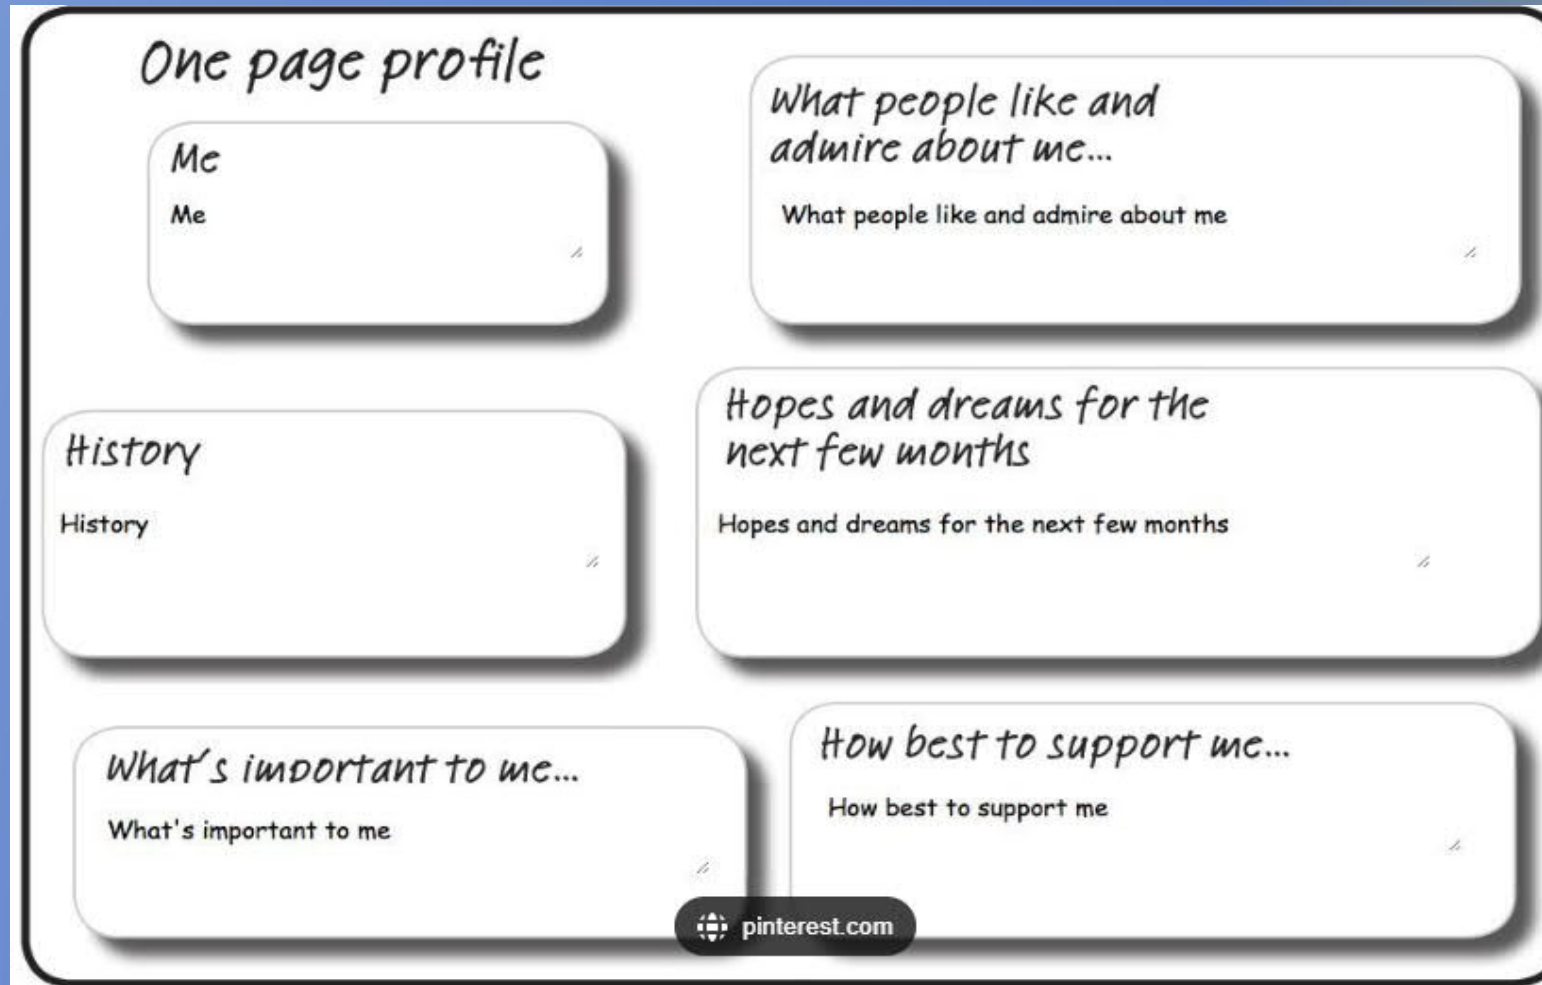 One page profile
Me
Me
What people like and
admire about me...
What people like and admire about me
History
History
Hopes and dreams for the
next few months
Hopes and dreams for the next few months
What's important to me...
What's important to me
How best to support me...
How best to support me
pinterest.com